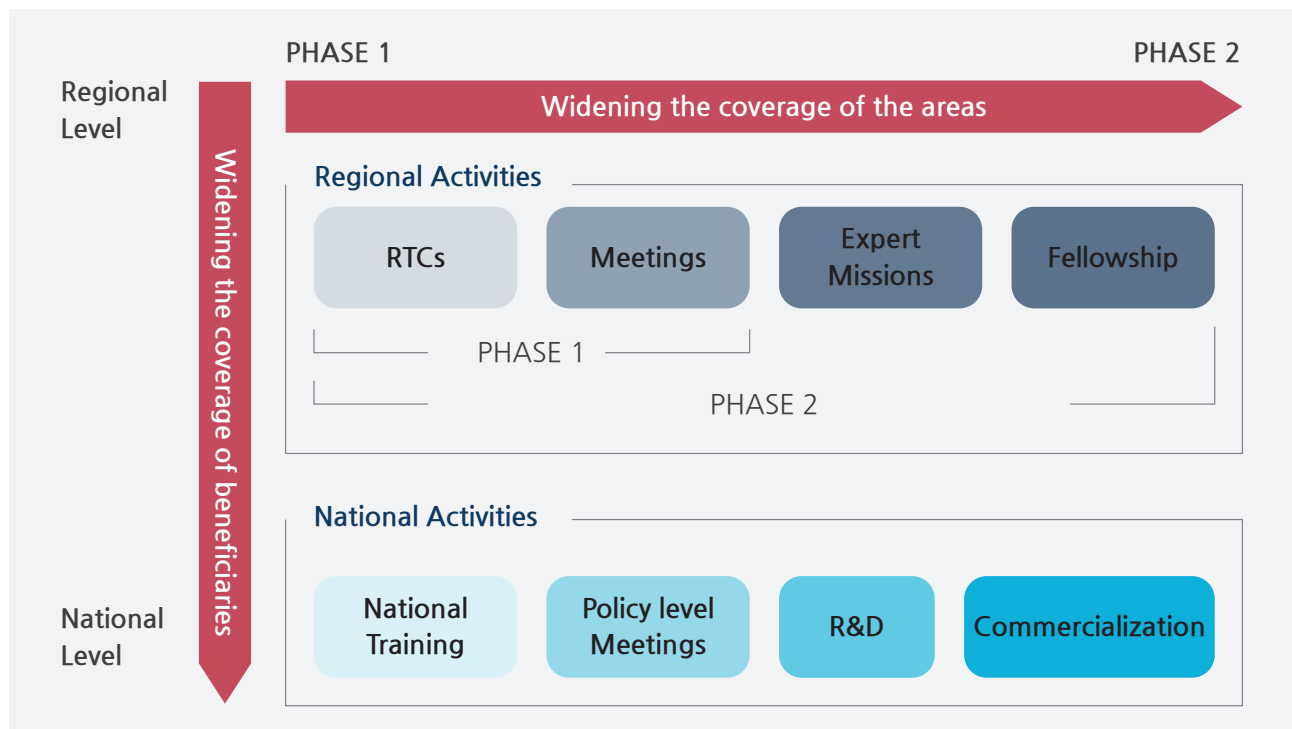 PHASE 1
PHASE 2
Regional
Level
Widening the coverage of the areas
Widening the coverage of beneficiaries
Regional Activities
RTCs
Meetings
Expert
Missions
Fellowship
PHASE 1
PHASE 2
National Activities
National
Level
National
Training
Policy level
Meetings
R&D
Commercialization